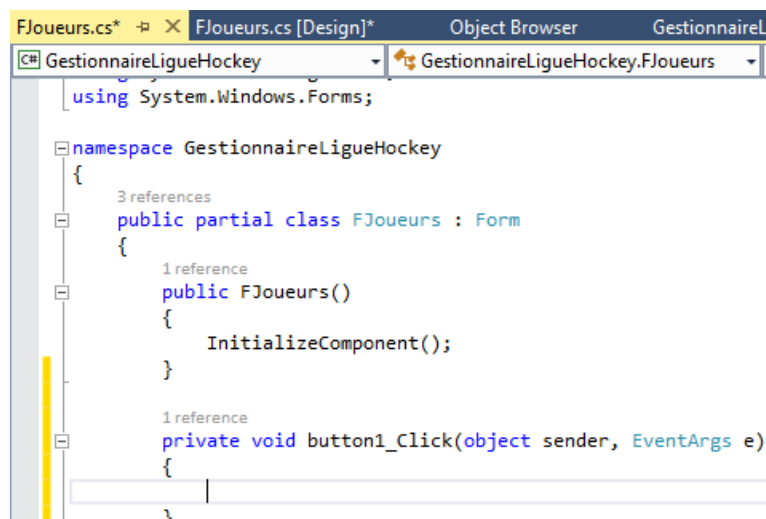 FJoueurs.cs* FJoueurs.cs [Design]* Object Browser GestionnaireL
C# GestionnaireLigueHockey GestionnaireLigueHockey.FJoueurs
using System.Windows.Forms;
namespace GestionnaireLigueHockey
{
3 references
public partial class FJoueurs : Form
{
1 reference
public FJoueurs()
{
InitializeComponent();
}
1 reference
private void button1_Click(object sender, EventArgs e)
{
}